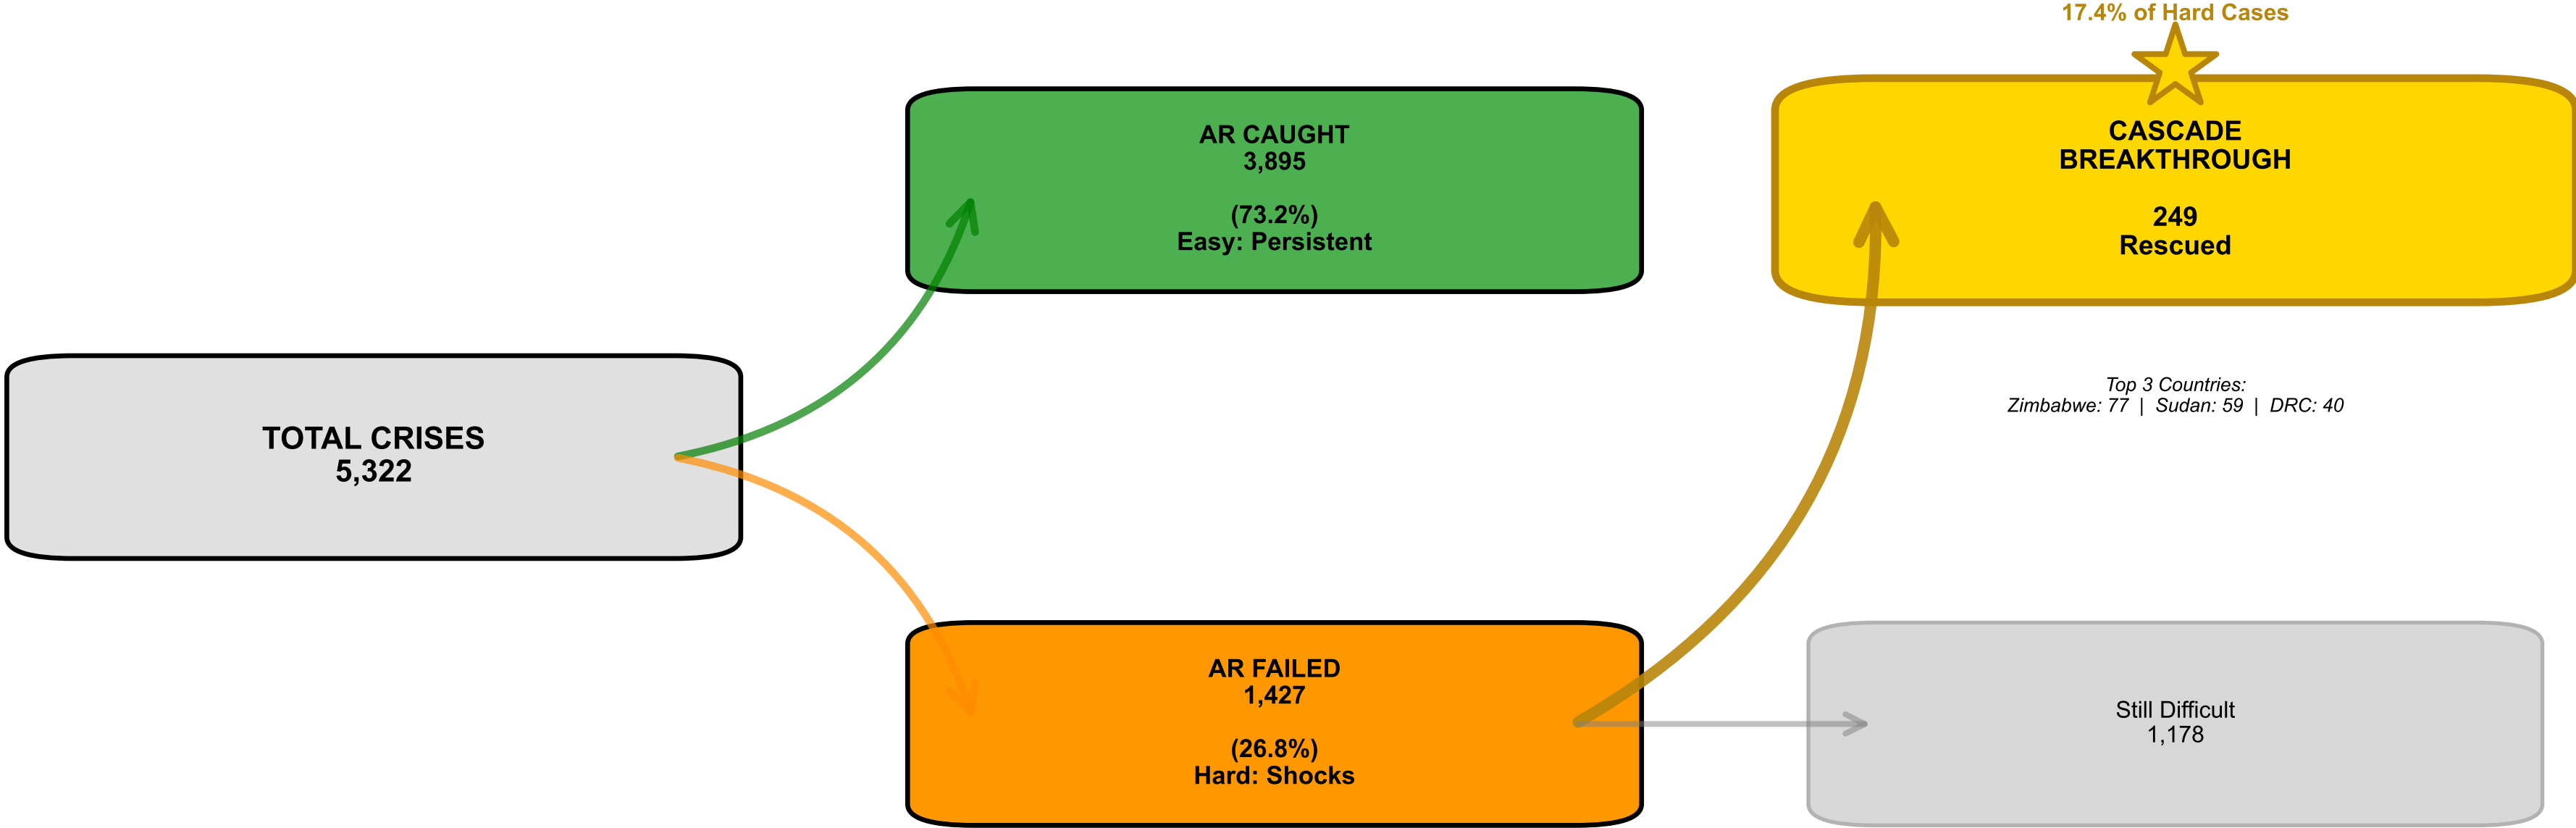 17.4% of Hard Cases
AR CAUGHT
3,895
(73.2%)
Easy: Persistent
CASCADE
BREAKTHROUGH
249
Rescued
Top 3 Countries:
Zimbabwe: 77 | Sudan: 59 | DRC: 40
TOTAL CRISES
5,322
AR FAILED
1,427
(26.8%)
Hard: Shocks
Still Difficult
1,178